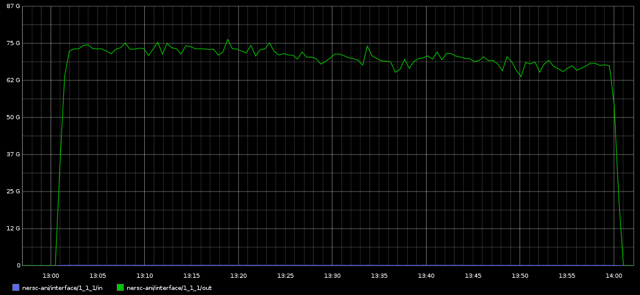 87 G
75 G
62 G
50 G
37 G
25 G
12 G
0
13:00 13:05 13:10 13:15 13:20 13:25 13:30 13:35 13:40 13:45 13:50 13:55 14:00
nersc-ani/interface/1_1_1/in nersc-ani/interface/1_1_1/out